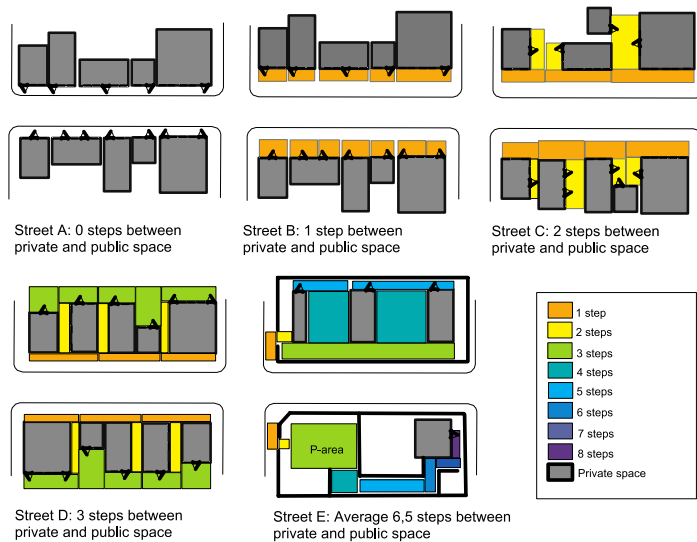 Street A: 0 steps between
private and public space
Street B: 1 step between
private and public space
Street C: 2 steps between
private and public space
1 step
2 steps
3 steps
4 steps
5 steps
6 steps
7 steps
8 steps
Private space
P-area
Street D: 3 steps between
private and public space
Street E: Average 6,5 steps between
private and public space